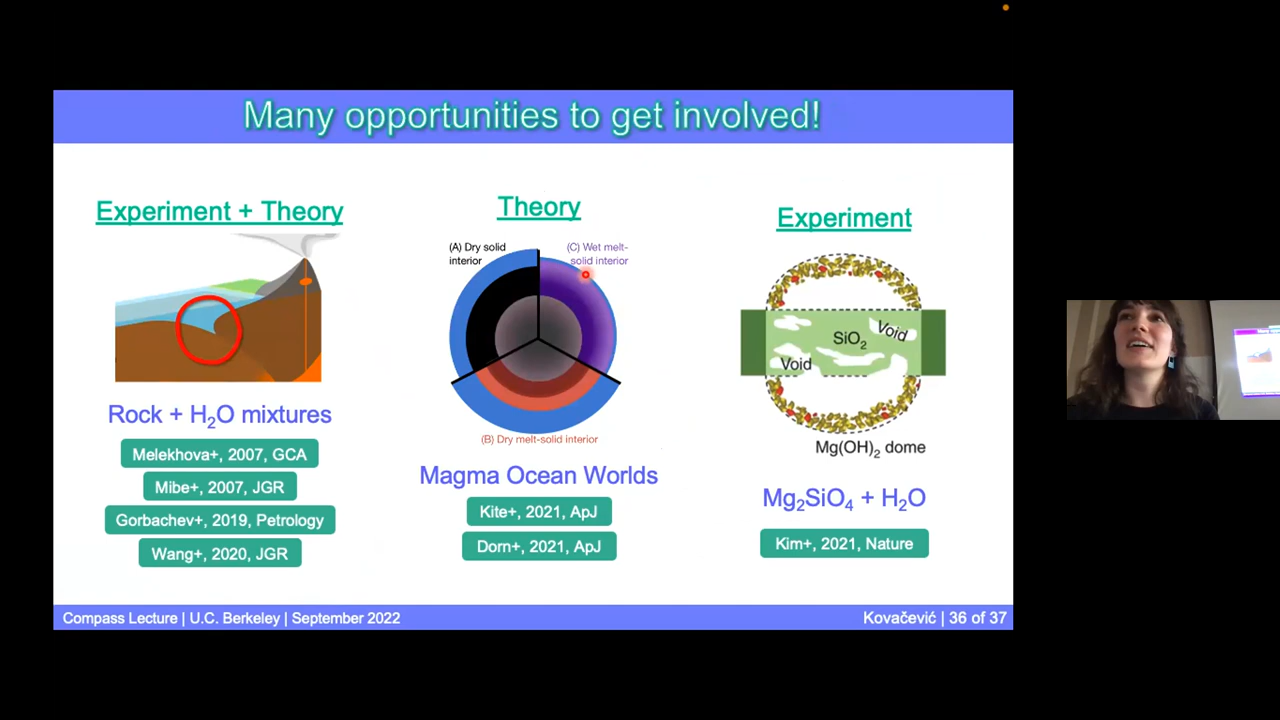 Many opportunities to get involved!
Experiment + Theory
Rock + H₂O mixtures
Melekhova+, 2007, GCA
Mibe+, 2007, JGR
Gorbachev+, 2019, Petrology
Wang+, 2020, JGR
Theory
(A) Dry solid
interior
(C) Wet melt-
solid interior
(B) Dry melt-solid interior
Magma Ocean Worlds
Kite+, 2021, ApJ
Dorn+, 2021, ApJ
Experiment
SiO₂
Void
Void
Mg(OH)₂ dome
Mg₂SiO₄ + H₂O
Kim+, 2021, Nature
Compass Lecture | U.C. Berkeley | September 2022
Kovačević | 36 of 37